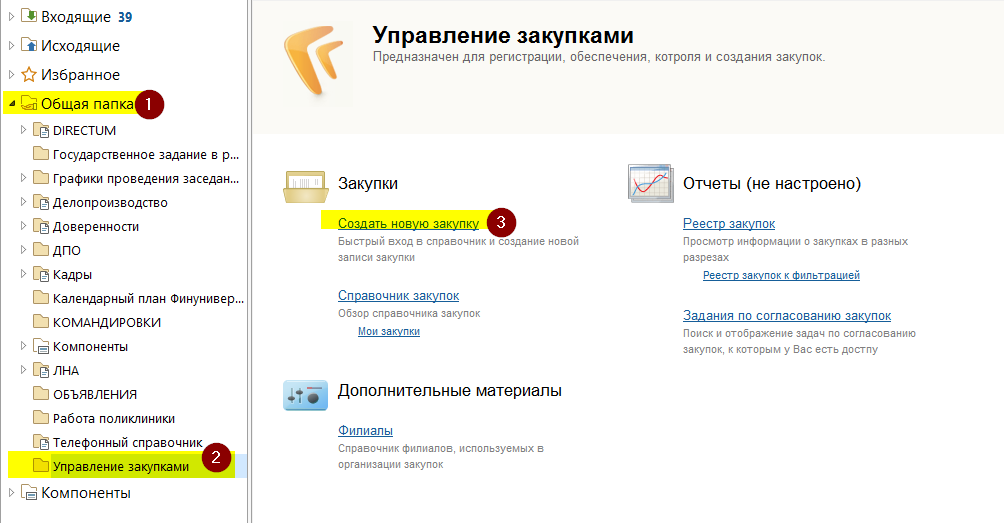 Входящие 39
Исходящие
Избранное
Общая папка 1
DIRECTUM
Государственное задание в р...
Графики проведения заседан...
Делопроизводство
Доверенности
ДПО
Кадры
Календарный план Финунивер...
КОМАНДИРОВКИ
Компоненты
ЛНА
ОБЪЯВЛЕНИЯ
Работа поликлиники
Телефонный справочник
Управление закупками 2
Компоненты
Управление закупками
Предназначен для регистрации, обеспечения, котроля и создания закупок.
Закупки
Создать новую закупку 3
Быстрый вход в справочник и создание новой
записи закупки
Справочник закупок
Обзор справочника закупок
Мои закупки
Дополнительные материалы
Филиалы
Справочник филиалов, используемых в
организации закупок
Отчеты (не настроено)
Реестр закупок
Просмотр информации о закупках в разных
разрезах
Реестр закупок к фильтрацией
Задания по согласованию закупок
Поиск и отображение задач по согласованию
закупок, к которым у Вас есть достпу